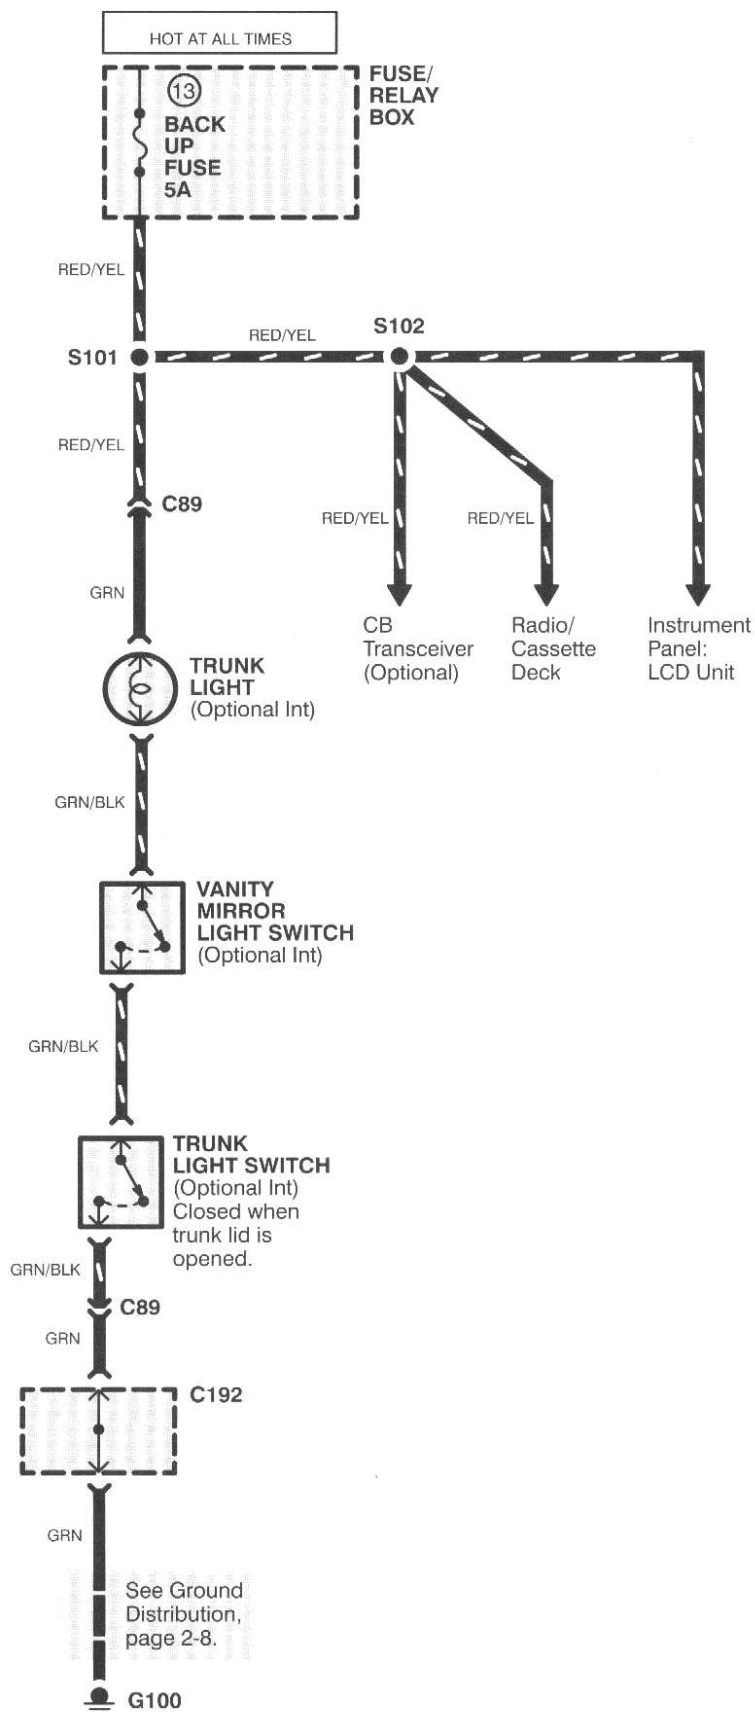 HOT AT ALL TIMES
13
BACK
UP
FUSE
5A
FUSE/
RELAY
BOX
RED/YEL
S101
RED/YEL
S102
RED/YEL
C89
RED/YEL
RED/YEL
GRN
CB
Transceiver
(Optional)
Radio/
Cassette
Deck
Instrument
Panel:
LCD Unit
TRUNK
LIGHT
(Optional Int)
GRN/BLK
VANITY
MIRROR
LIGHT SWITCH
(Optional Int)
GRN/BLK
TRUNK
LIGHT SWITCH
(Optional Int)
Closed when
trunk lid is
opened.
GRN/BLK
C89
GRN
C192
GRN
See Ground
Distribution,
page 2-8.
G100